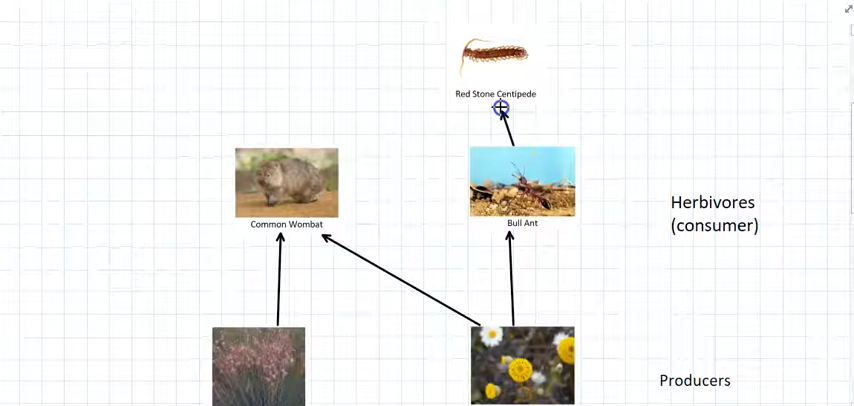 Red Stone Centipede
Common Wombat
Bull Ant
Herbivores
(consumer)
Producers